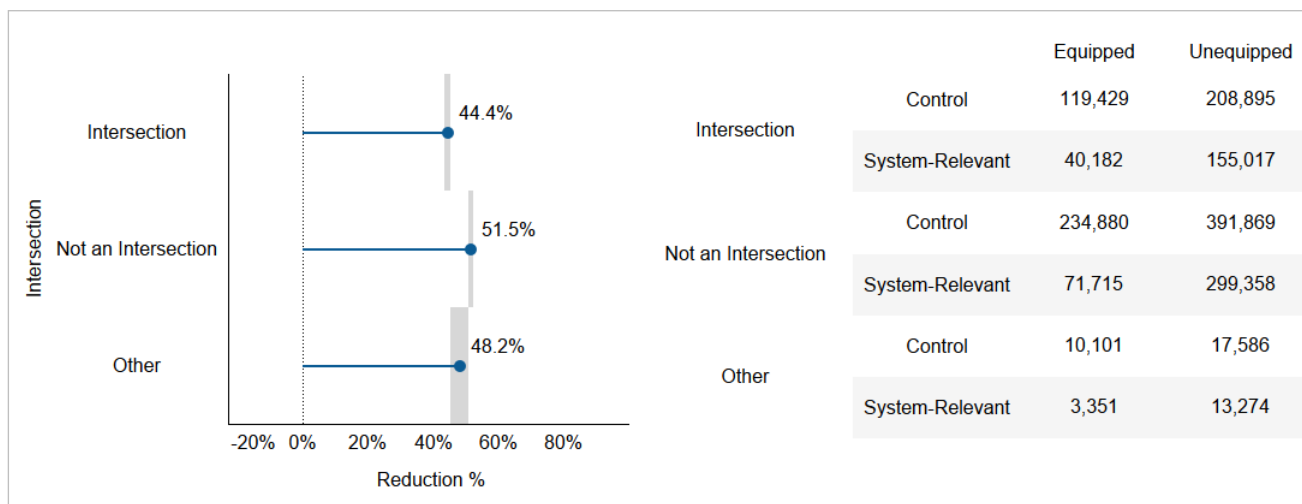 Equipped Unequipped
44.4%
Intersection
Intersection
Control 119,429 208,895
System-Relevant 40,182 155,017
Intersection
51.5%
Not an Intersection
Not an Intersection
Control 234,880 391,869
System-Relevant 71,715 299,358
48.2%
Other
Other
Control 10,101 17,586
System-Relevant 3,351 13,274
-20% 0% 20% 40% 60% 80%
Reduction %